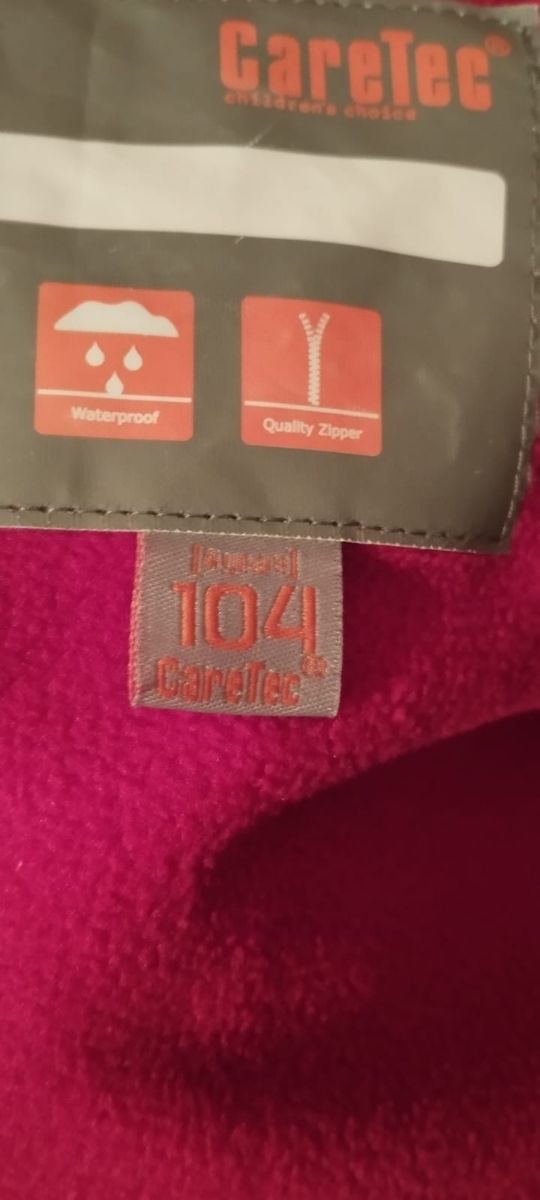 CareTec®
children's choice
Waterproof
Quality Zipper
104
CareTec®